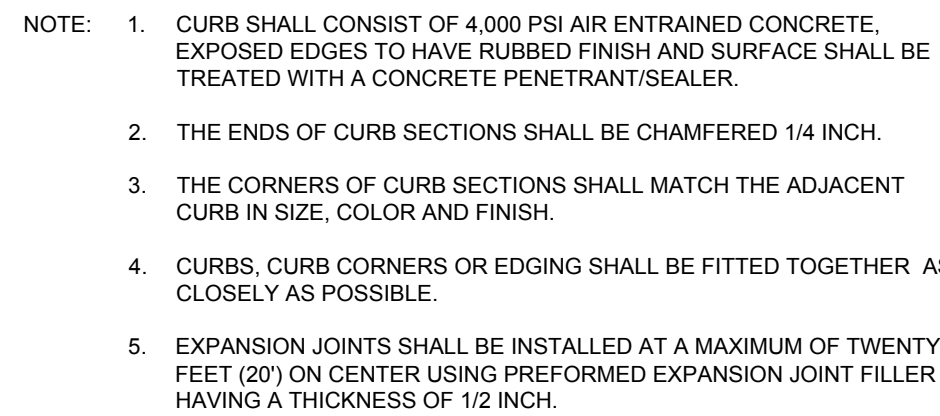 NOTE: 1. CURB SHALL CONSIST OF 4,000 PSI AIR ENTRAINED CONCRETE,
EXPOSED EDGES TO HAVE RUBBED FINISH AND SURFACE SHALL BE
TREATED WITH A CONCRETE PENETRANT/SEALER.
2. THE ENDS OF CURB SECTIONS SHALL BE CHAMFERED 1/4 INCH.
3. THE CORNERS OF CURB SECTIONS SHALL MATCH THE ADJACENT
CURB IN SIZE, COLOR AND FINISH.
4. CURBS, CURB CORNERS OR EDGING SHALL BE FITTED TOGETHER AS
CLOSELY AS POSSIBLE.
5. EXPANSION JOINTS SHALL BE INSTALLED AT A MAXIMUM OF TWENTY
FEET (20') ON CENTER USING PREFORMED EXPANSION JOINT FILLER
HAVING A THICKNESS OF 1/2 INCH.